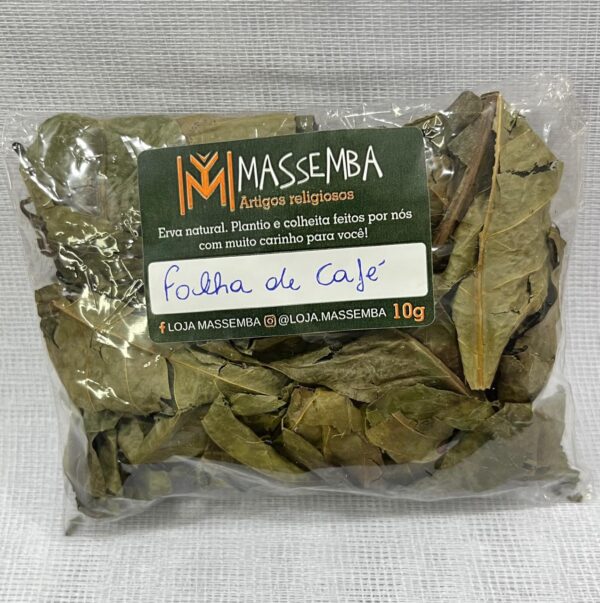 MASSEMBA
Artigos religiosos
Erva natural. Plantio e colheita feitos por nós
com muito carinho para você!
Folha de Café
LOJA MASSEMBA @LOJA.MASSEMBA 10g